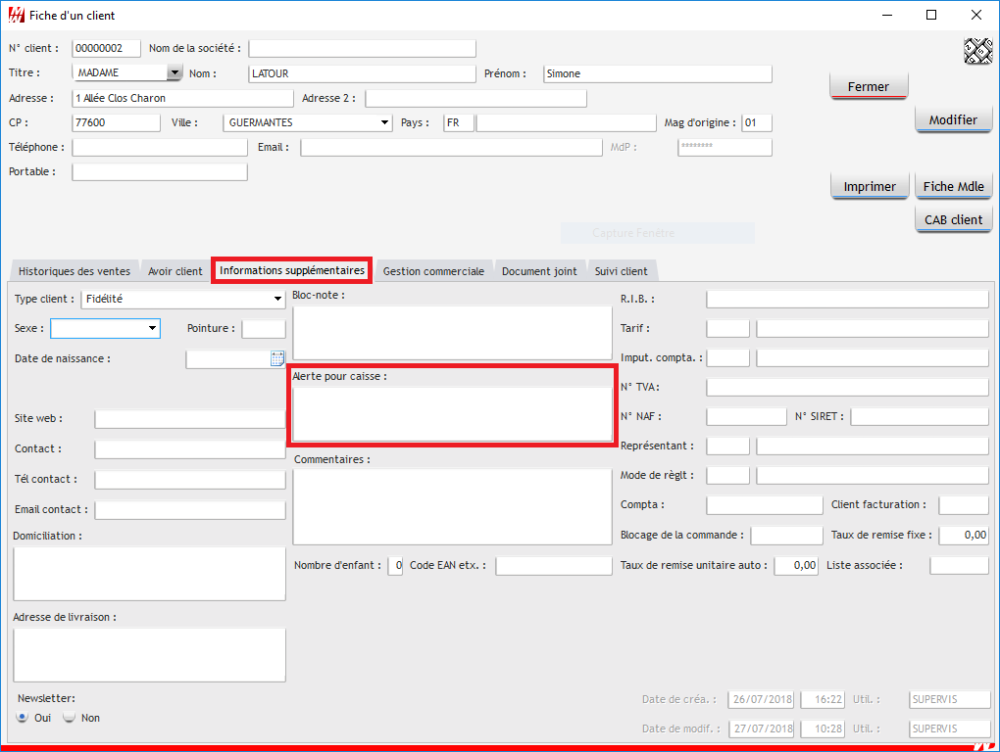 Fiche d'un client
N° client : 00000002 Nom de la société :
Titre : MADAME Nom : LATOUR Prénom : Simone
Fermer
Adresse : 1 Allée Clos Charon Adresse 2 :
CP : 77600 Ville : GUERMANTES Pays : FR Mag d'origine : 01
Modifier
Téléphone : Email : MdP : ********
Portable :
Imprimer Fiche Mdle
CAB client
Capture Fenêtre
Historiques des ventes Avoir client Informations supplémentaires Gestion commerciale Document joint Suivi client
Type client : Fidélité Bloc-note : R.I.B. :
Sexe : Pointure : Tarif :
Date de naissance : Imput. compta. :
Alerte pour caisse :
N° TVA :
Site web : N° NAF : N° SIRET :
Contact : Représentant :
Commentaires :
Tél contact : Mode de règlt :
Email contact : Compta : Client facturation :
Domiciliation : Blocage de la commande : Taux de remise fixe : 0,00
Nombre d'enfant : 0 Code EAN etx. : Taux de remise unitaire auto : 0,00 Liste associée :
Adresse de livraison :
Newsletter:
Oui Non
Date de créa. : 26/07/2018 16:22 Util. : SUPERVIS
Date de modif. : 27/07/2018 10:28 Util. : SUPERVIS